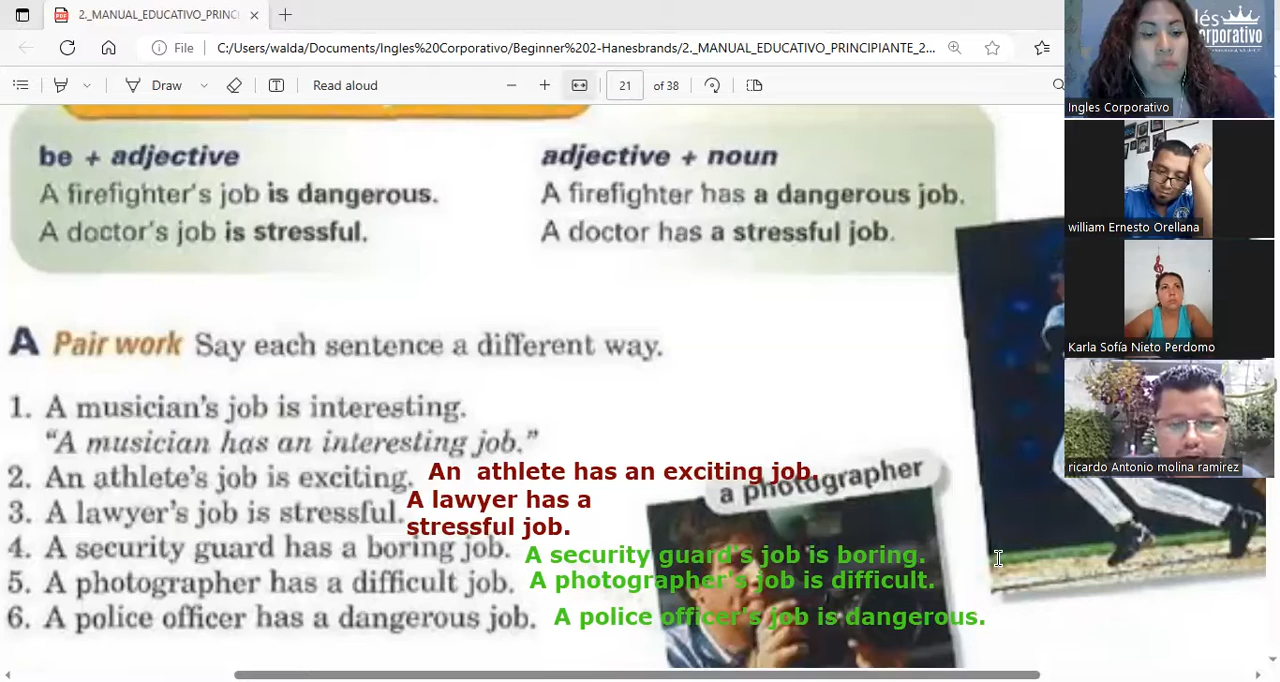 2._MANUAL_EDUCATIVO_PRINCI
File
C:/Users/walda/Documents/Ingles%20Corporativo/Beginner%202-Hanesbrands/2._MANUAL_EDUCATIVO_PRINCIPIANTE_2...
Draw
Read aloud
21 of 38
lés
orporativo
Ingles Corporativo
william Ernesto Orellana
Karla Sofía Nieto Perdomo
ricardo Antonio molina ramirez
be + adjective
A firefighter's job is dangerous.
A doctor's job is stressful.
adjective + noun
A firefighter has a dangerous job.
A doctor has a stressful job.
A Pair work Say each sentence a different way.
1. A musician's job is interesting.
"A musician has an interesting job."
2. An athlete's job is exciting. An athlete has an exciting job.
3. A lawyer's job is stressful. A lawyer has a
stressful job.
4. A security guard has a boring job. A security guard's job is boring.
5. A photographer has a difficult job. A photographer's job is difficult.
6. A police officer has a dangerous job. A police officer's job is dangerous.
a photographer